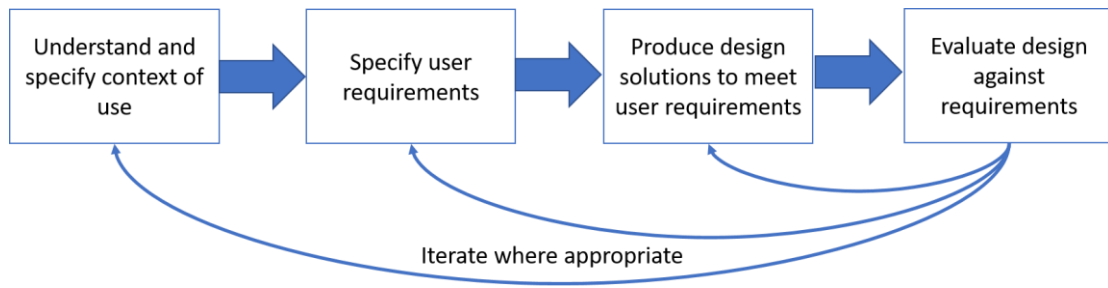 Understand and
specify context of
use
Specify user
requirements
Produce design
solutions to meet
user requirements
Evaluate design
against
requirements
Iterate where appropriate